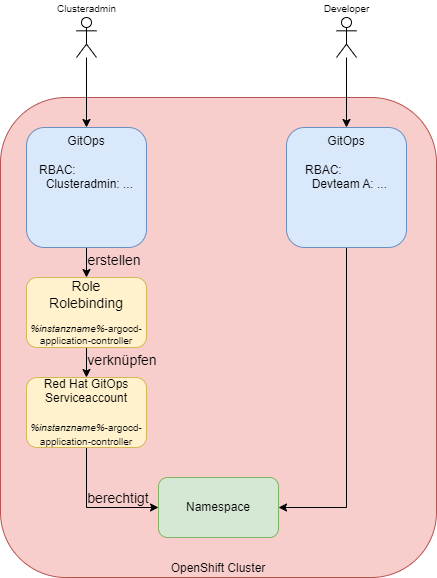 Clusteradmin
Developer
GitOps
RBAC:
Clusteradmin: ...
GitOps
RBAC:
Devteam A: ...
erstellen
Role
Rolebinding
%instanzname%-argocd-
application-controller
verknüpfen
Red Hat GitOps
Serviceaccount
%instanzname%-argocd-
application-controller
berechtigt
Namespace
OpenShift Cluster